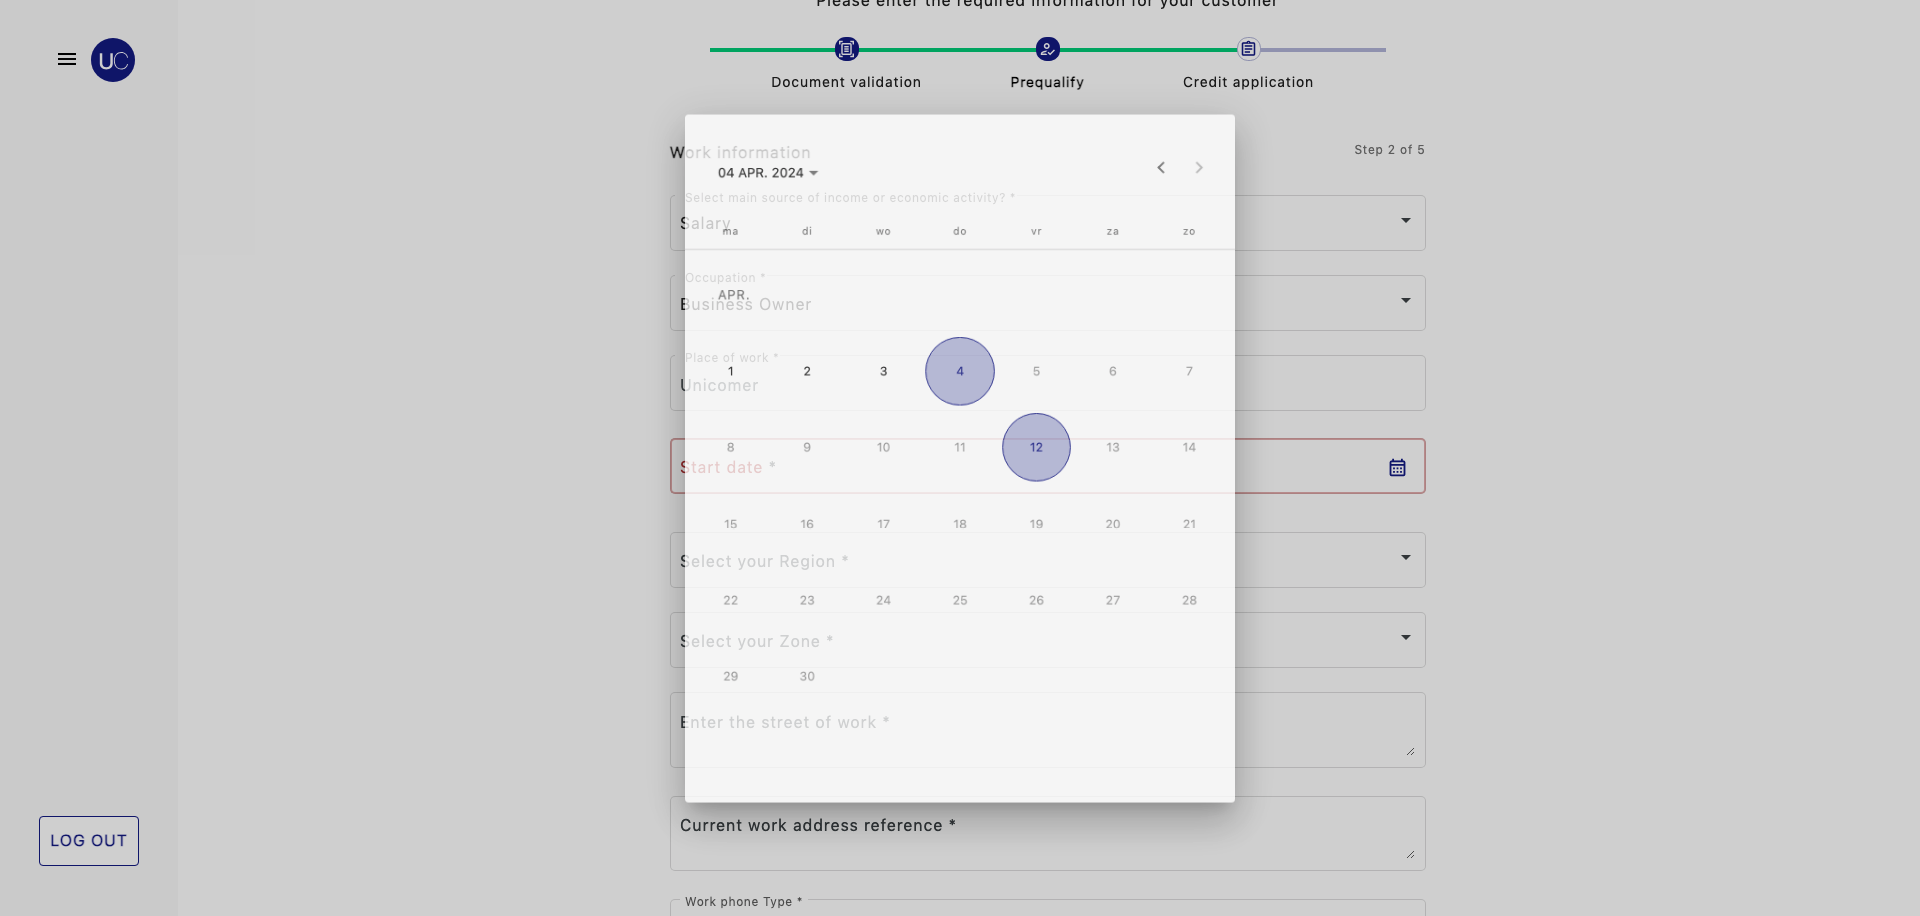 Please enter the required information for your customer
UC
Document validation
Prequalify
Credit application
Work information
Step 2 of 5
04 APR. 2024
Select main source of income or economic activity? *
Salary
ma di wo do vr za zo
Occupation *
APR.
Business Owner
Place of work *
1 2 3 4 5 6 7
Unicomer
8 9 10 11 12 13 14
Start date *
15 16 17 18 19 20 21
Select your Region *
22 23 24 25 26 27 28
Select your Zone *
29 30
Enter the street of work *
Current work address reference *
LOG OUT
Work phone Type *